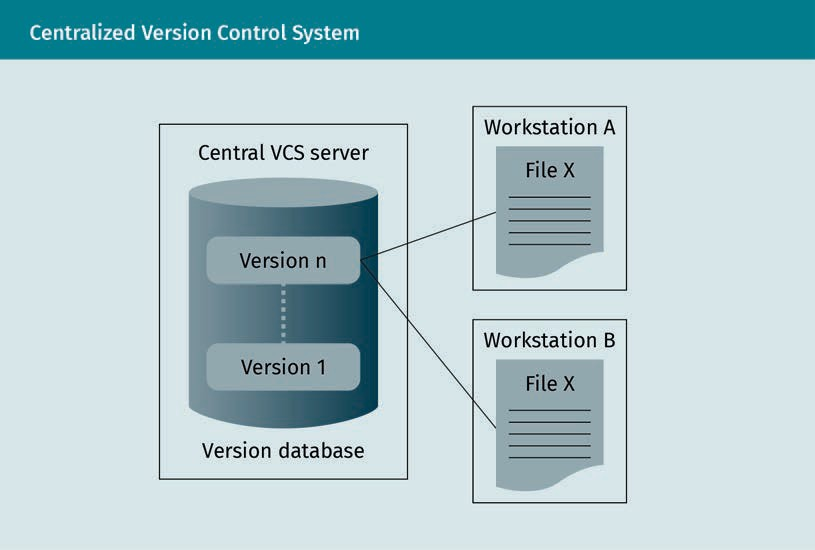 Centralized Version Control System
Central VCS server
Version n
Version 1
Version database
Workstation A
File X
Workstation B
File X